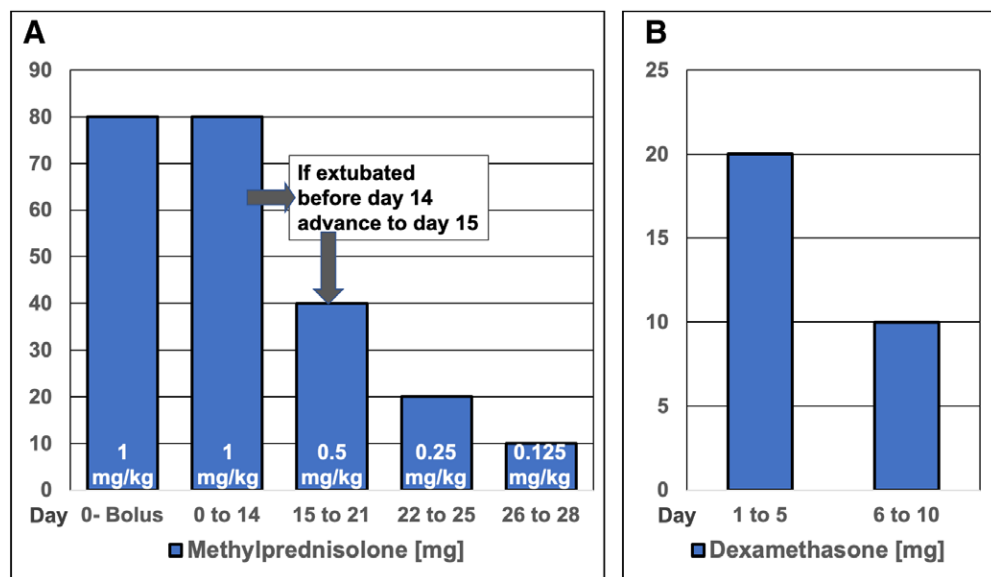 A
90
80
70
60
50
40
30
20
10
0
If extubated
before day 14
advance to day 15
1
mg/kg
1
mg/kg
0.5
mg/kg
0.25
mg/kg
0.125
mg/kg
Day 0- Bolus 0 to 14 15 to 21 22 to 25 26 to 28
Methylprednisolone [mg]
B
25
20
15
10
5
0
Day 1 to 5 6 to 10
Dexamethasone [mg]